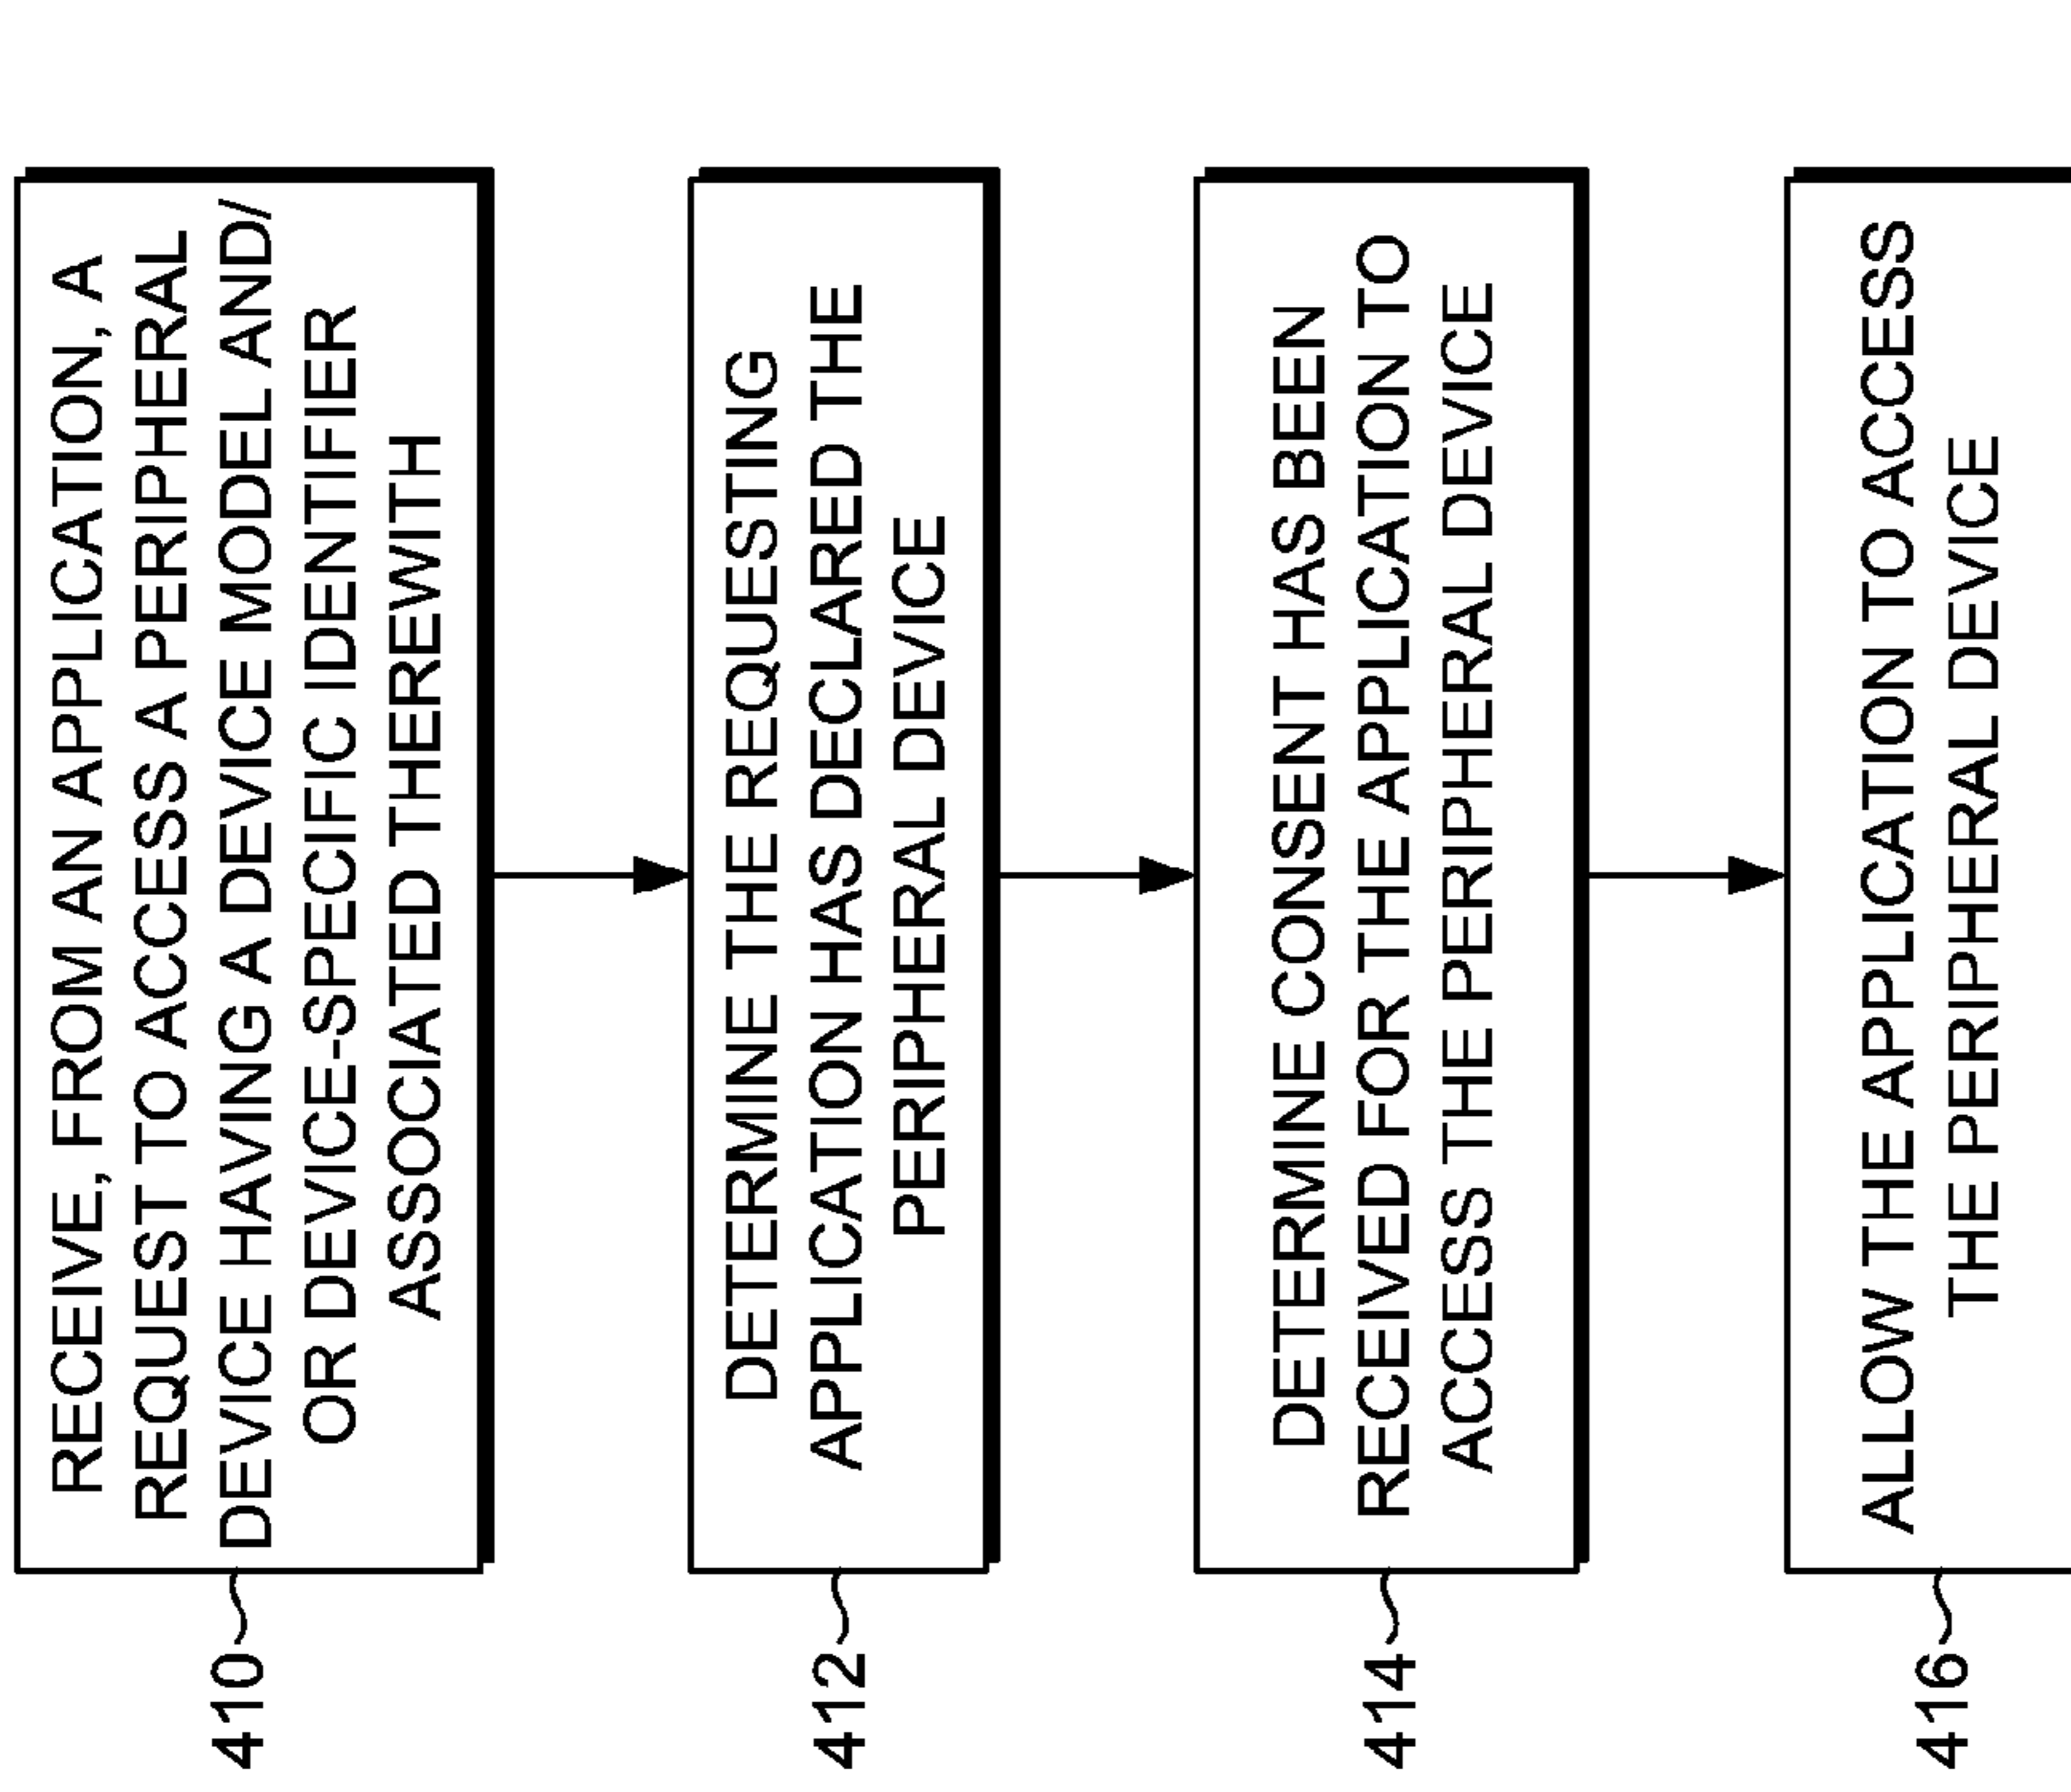 410
RECEIVE, FROM AN APPLICATION, A
REQUEST TO ACCESS A PERIPHERAL
DEVICE HAVING A DEVICE MODEL AND/
OR DEVICE-SPECIFIC IDENTIFIER
ASSOCIATED THEREWITH
412
DETERMINE THE REQUESTING
APPLICATION HAS DECLARED THE
PERIPHERAL DEVICE
414
DETERMINE CONSENT HAS BEEN
RECEIVED FOR THE APPLICATION TO
ACCESS THE PERIPHERAL DEVICE
416
ALLOW THE APPLICATION TO ACCESS
THE PERIPHERAL DEVICE